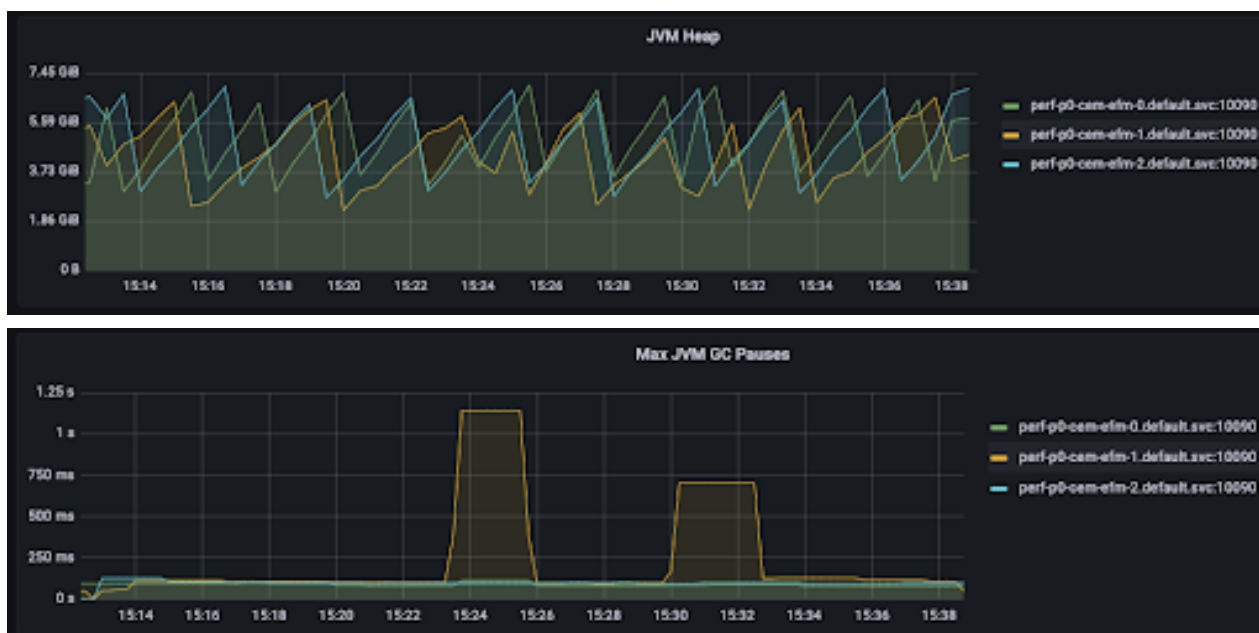 JVM Heap
7.45 GiB
5.59 GiB
3.73 GiB
1.86 GiB
0 B
15:14 15:16 15:18 15:20 15:22 15:24 15:26 15:28 15:30 15:32 15:34 15:36 15:38
perf-p0-cem-efm-0.default.svc:10090
perf-p0-cem-efm-1.default.svc:10090
perf-p0-cem-efm-2.default.svc:10090
Max JVM GC Pauses
1.25 s
1 s
750 ms
500 ms
250 ms
0 s
15:14 15:16 15:18 15:20 15:22 15:24 15:26 15:28 15:30 15:32 15:34 15:36 15:38
perf-p0-cem-efm-0.default.svc:10090
perf-p0-cem-efm-1.default.svc:10090
perf-p0-cem-efm-2.default.svc:10090